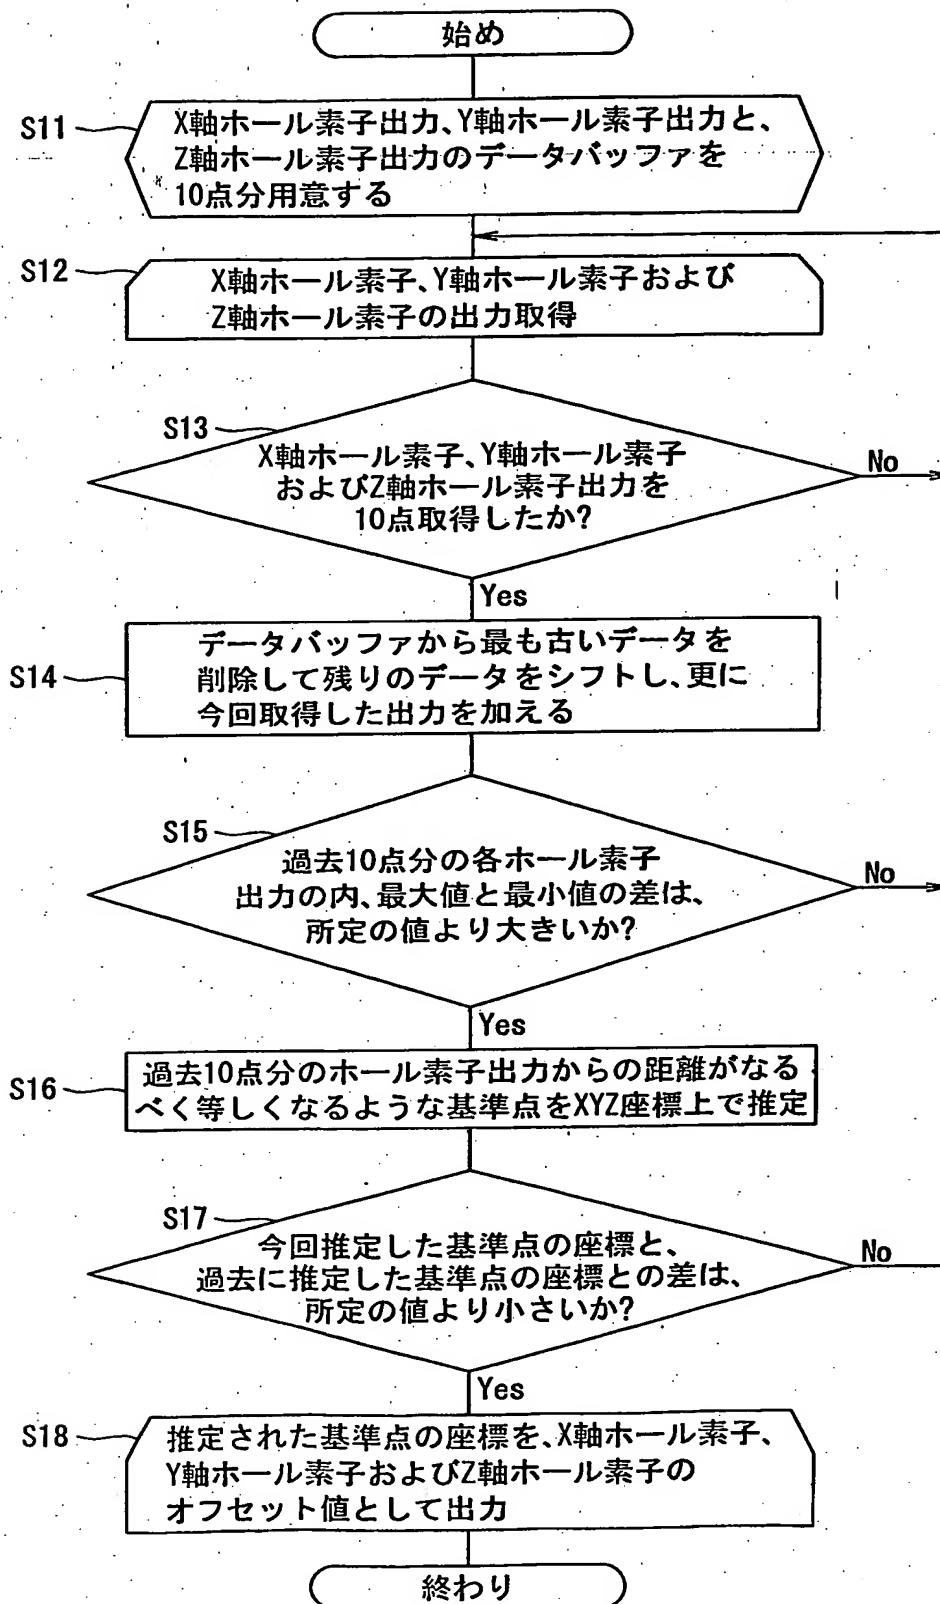 始め
S11
X軸ホール素子出力、Y軸ホール素子出力と、
Z軸ホール素子出力のデータバッファを
10点分用意する
S12
X軸ホール素子、Y軸ホール素子および
Z軸ホール素子の出力取得
S13
X軸ホール素子、Y軸ホール素子
およびZ軸ホール素子出力を
10点取得したか?
No
Yes
S14
データバッファから最も古いデータを
削除して残りのデータをシフトし、更に
今回取得した出力を加える
S15
過去10点分の各ホール素子
出力の内、最大値と最小値の差は、
所定の値より大きいか?
No
Yes
S16
過去10点分のホール素子出力からの距離がなる
べく等しくなるような基準点をXYZ座標上で推定
S17
今回推定した基準点の座標と、
過去に推定した基準点の座標との差は、
所定の値より小さいか?
No
Yes
S18
推定された基準点の座標を、X軸ホール素子、
Y軸ホール素子およびZ軸ホール素子の
オフセット値として出力
終わり